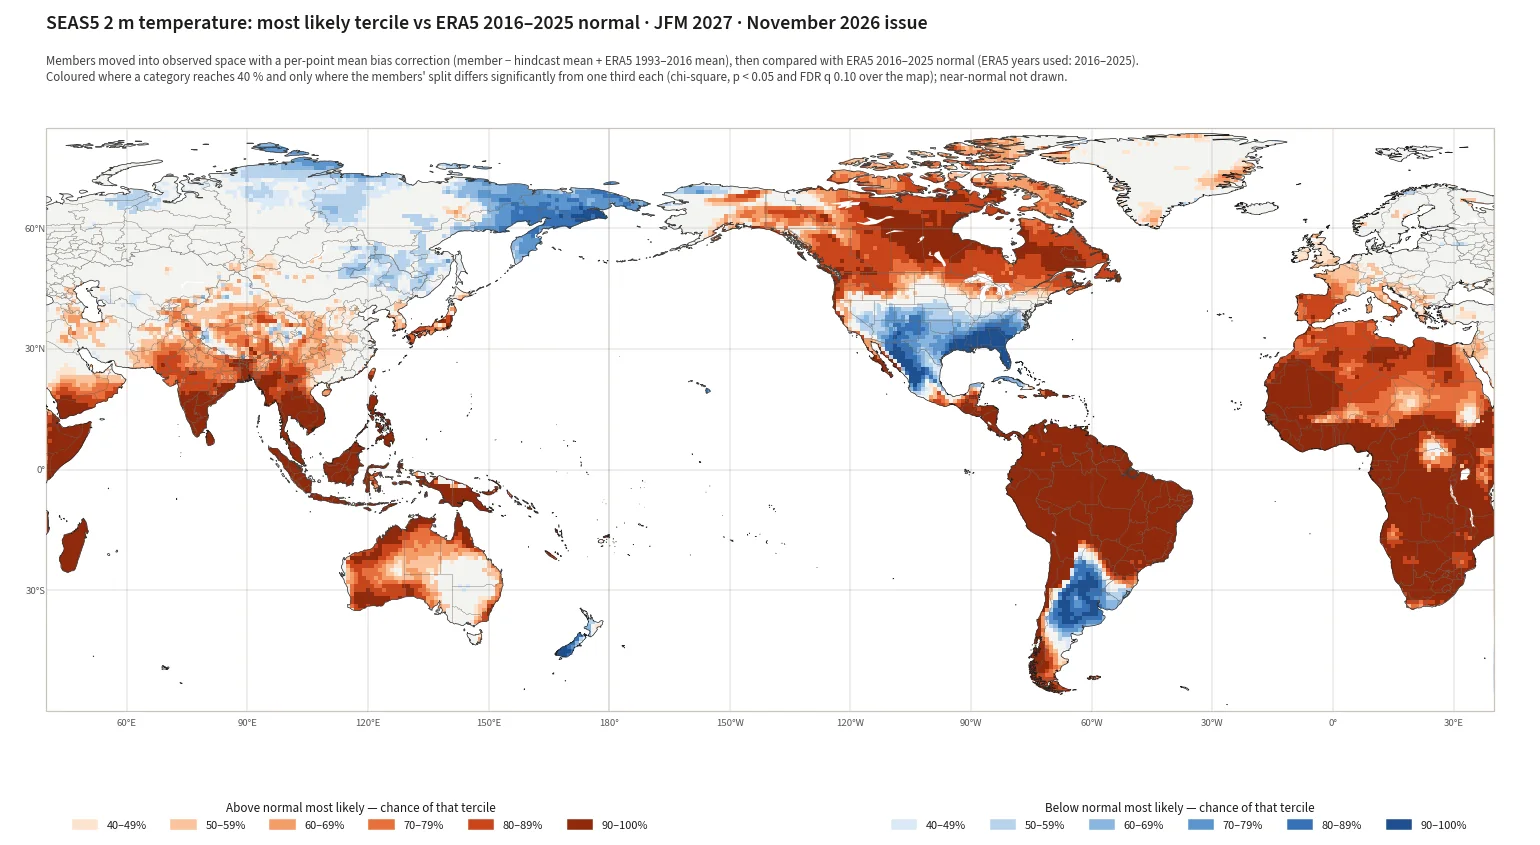 SEAS5 2 m temperature: most likely tercile vs ERA5 2016–2025 normal · JFM 2027 · November 2026 issue
Members moved into observed space with a per-point mean bias correction (member − hindcast mean + ERA5 1993–2016 mean), then compared with ERA5 2016–2025 normal (ERA5 years used: 2016–2025).
Coloured where a category reaches 40 % and only where the members' split differs significantly from one third each (chi-square, p < 0.05 and FDR q 0.10 over the map); near-normal not drawn.
60°N
30°N
0°
30°S
60°E 90°E 120°E 150°E 180° 150°W 120°W 90°W 60°W 30°W 0° 30°E
Above normal most likely — chance of that tercile
40–49% 50–59% 60–69% 70–79% 80–89% 90–100%
Below normal most likely — chance of that tercile
40–49% 50–59% 60–69% 70–79% 80–89% 90–100%